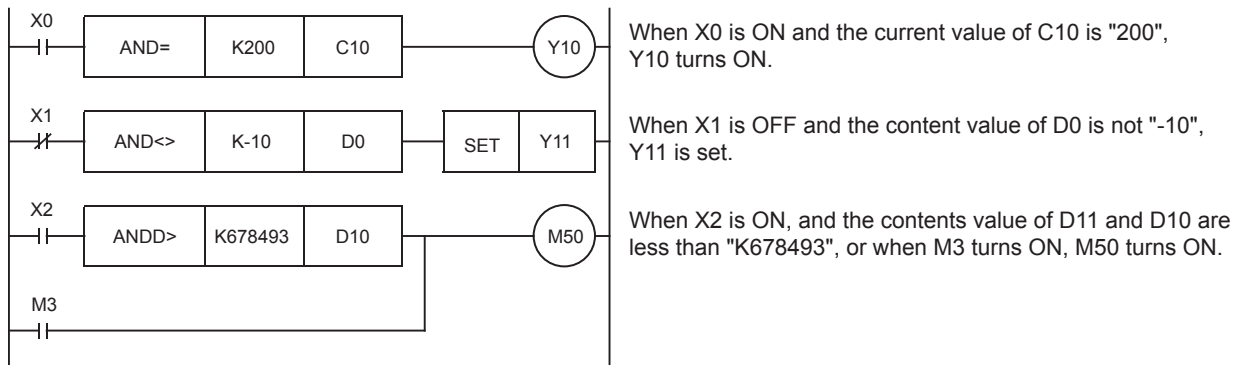 X0
AND= K200 C10 Y10
When X0 is ON and the current value of C10 is "200",
Y10 turns ON.
X1
AND<> K-10 D0 SET Y11
When X1 is OFF and the content value of D0 is not "-10",
Y11 is set.
X2
ANDD> K678493 D10 M50
When X2 is ON, and the contents value of D11 and D10 are
less than "K678493", or when M3 turns ON, M50 turns ON.
M3